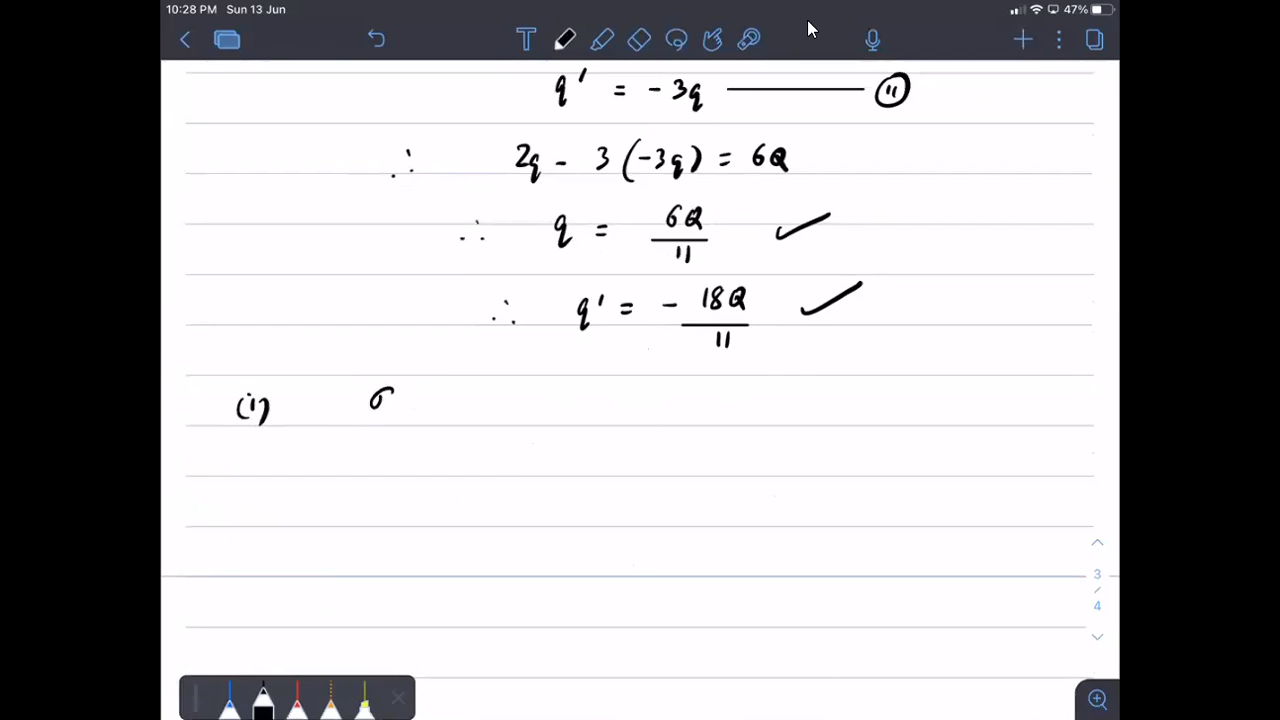 10:28 PM Sun 13 Jun 47%
q' = - 3q ——— (11)
∴ 2q - 3 (-3q) = 6Q
∴ q = 6Q/11 ✓
∴ q' = - 18Q/11 ✓
(ii) σ
3
/
4